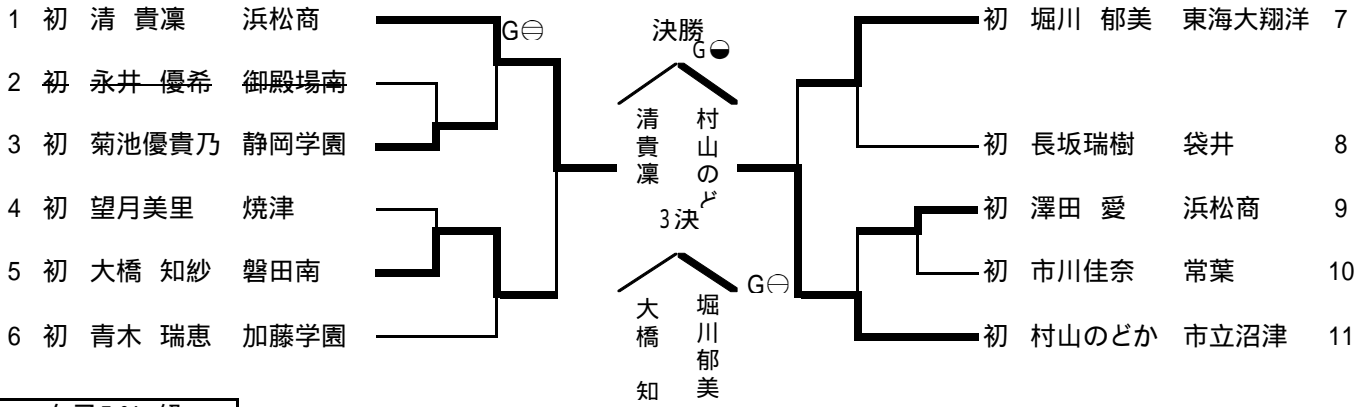 1 初 清 貴凜 浜松商
G⊖
2 初 永井 優希 御殿場南
3 初 菊池優貴乃 静岡学園
4 初 望月美里 焼津
5 初 大橋 知紗 磐田南
6 初 青木 瑞恵 加藤学園
決勝
G◒
清貴凜
村山のど
3決
G⊖
大橋 知
堀川郁美
初 堀川 郁美 東海大翔洋 7
初 長坂瑞樹 袋井 8
初 澤田 愛 浜松商 9
初 市川佳奈 常葉 10
初 村山のどか 市立沼津 11